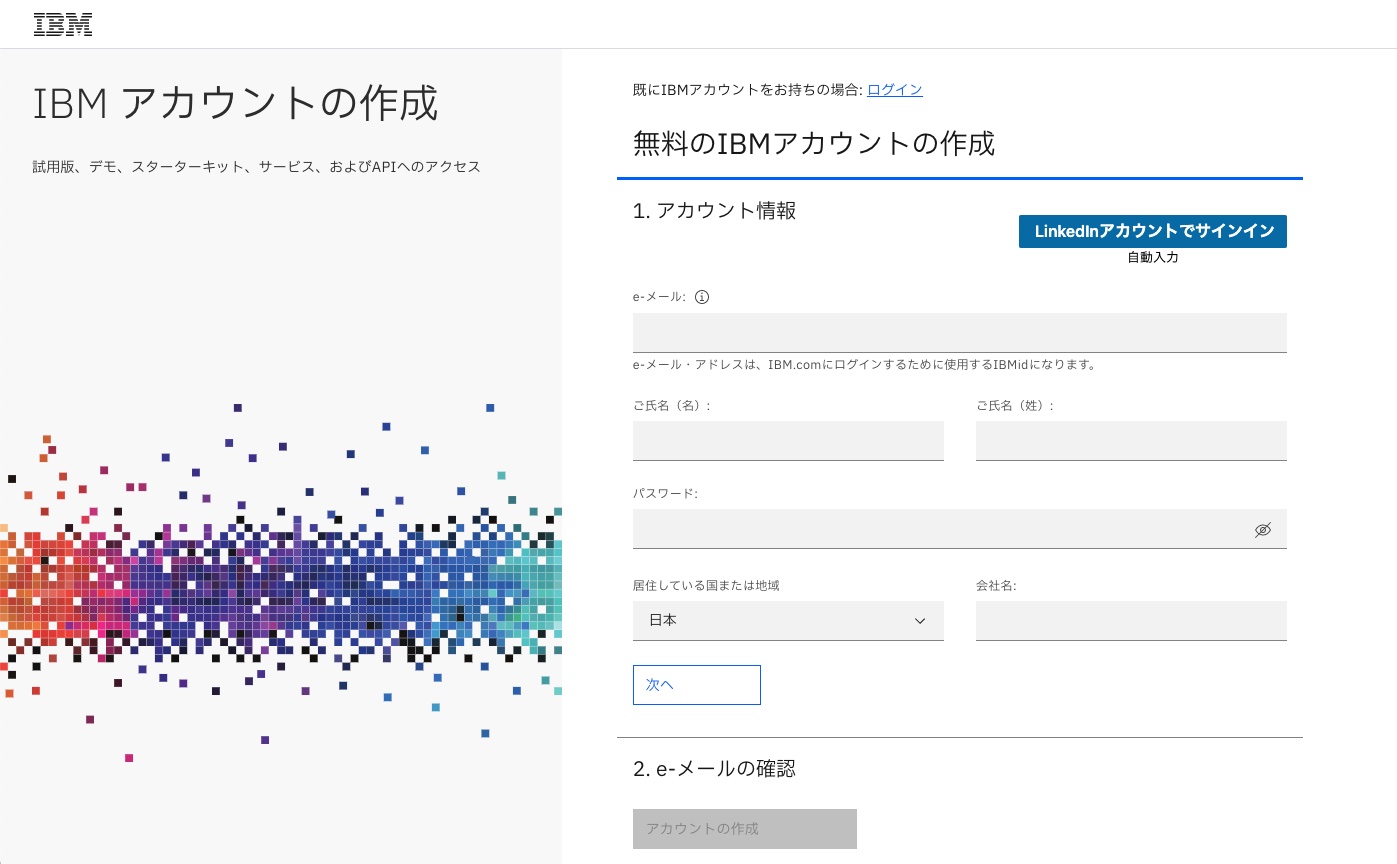 IBM
IBM アカウントの作成
試用版、デモ、スターターキット、サービス、およびAPIへのアクセス
既にIBMアカウントをお持ちの場合: ログイン
無料のIBMアカウントの作成
1. アカウント情報
LinkedInアカウントでサインイン
自動入力
e-メール:
e-メール・アドレスは、IBM.comにログインするために使用するIBMidになります。
ご氏名（名）:
ご氏名（姓）:
パスワード:
居住している国または地域
会社名:
日本
次へ
2. e-メールの確認
アカウントの作成